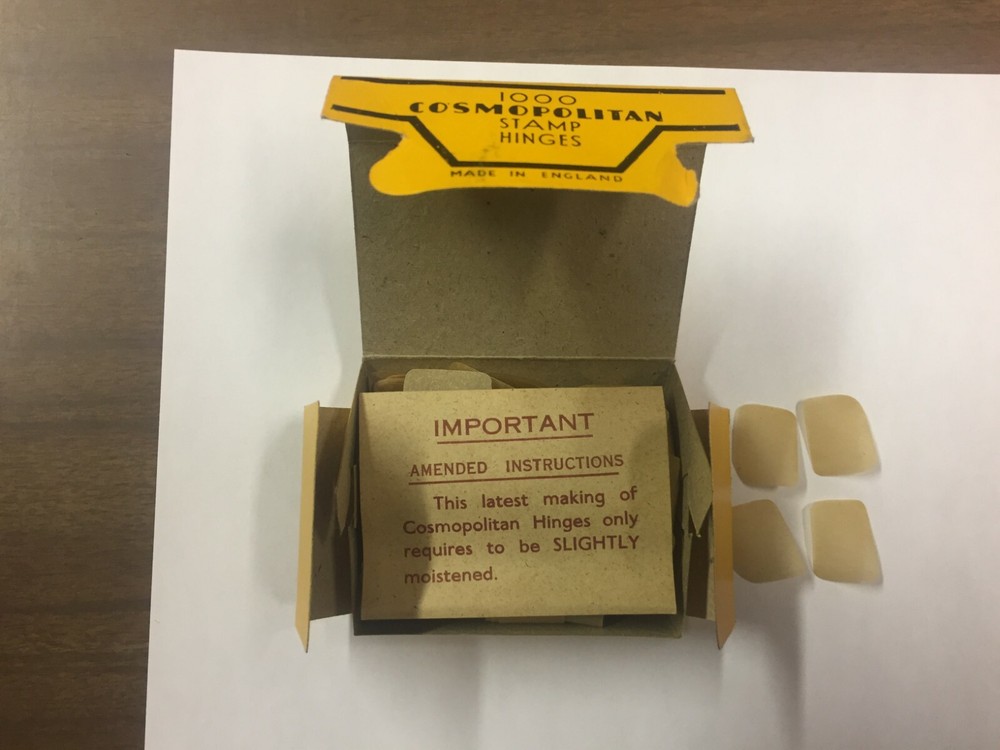 1000
COSMOPOLITAN
STAMP
HINGES
MADE IN ENGLAND
IMPORTANT
AMENDED INSTRUCTIONS
This latest making of
Cosmopolitan Hinges only
requires to be SLIGHTLY
moistened.